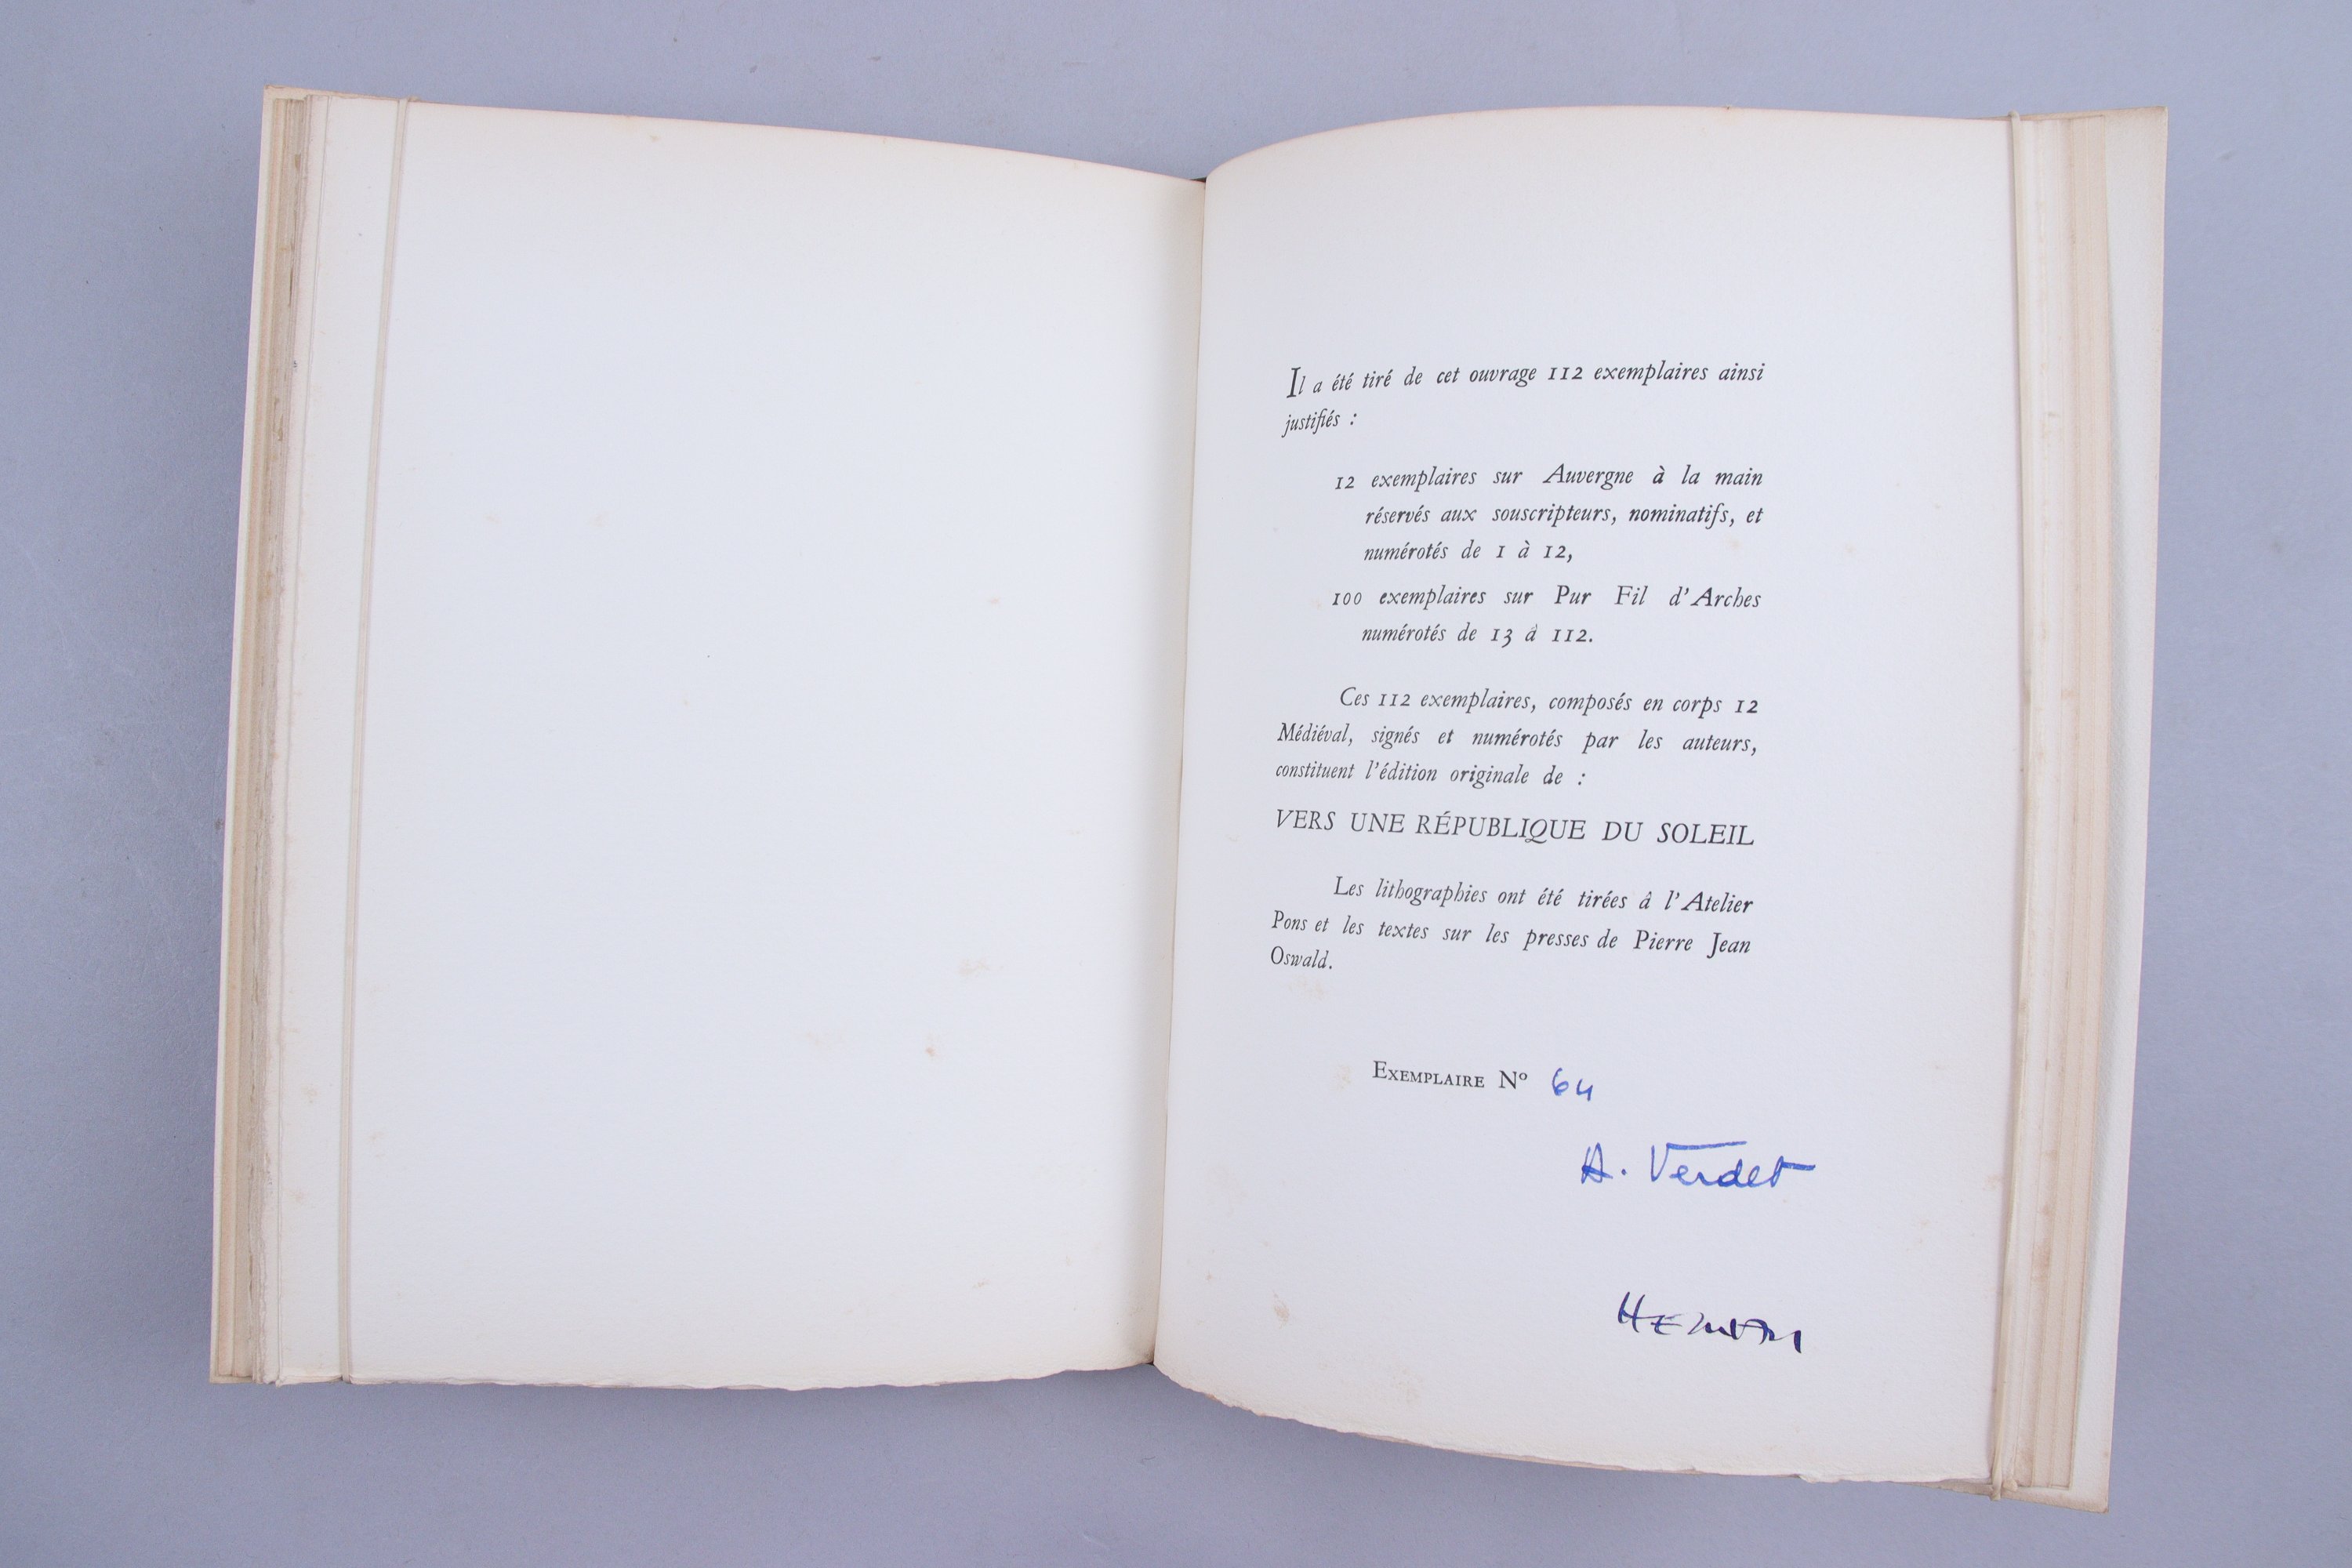 Il a été tiré de cet ouvrage 112 exemplaires ainsi
justifiés :
12 exemplaires sur Auvergne à la main
réservés aux souscripteurs, nominatifs, et
numérotés de 1 à 12,
100 exemplaires sur Pur Fil d'Arches
numérotés de 13 à 112.
Ces 112 exemplaires, composés en corps 12
Médiéval, signés et numérotés par les auteurs,
constituent l'édition originale de :
VERS UNE RÉPUBLIQUE DU SOLEIL
Les lithographies ont été tirées à l'Atelier
Pons et les textes sur les presses de Pierre Jean
Oswald.
EXEMPLAIRE Nº 64
A. Verdet